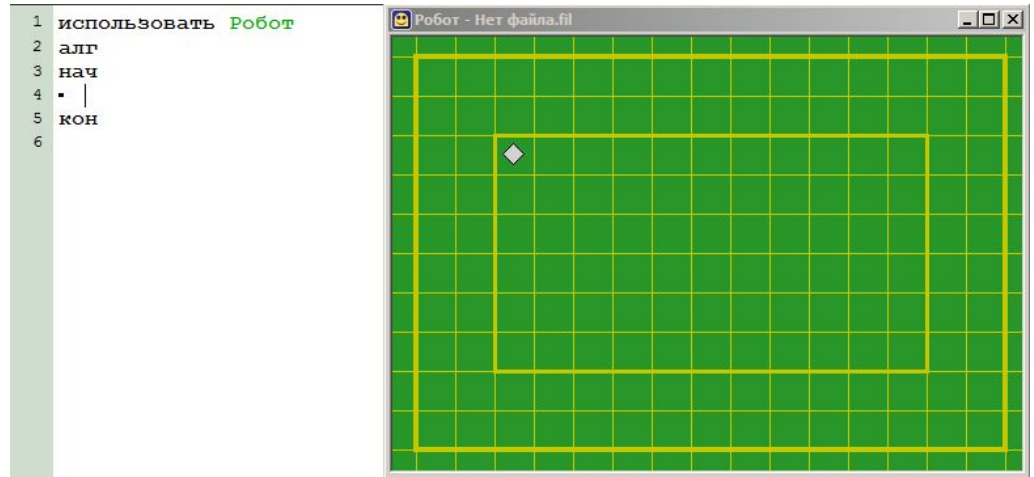 1 использовать Робот
2 алг
3 нач
4
5 кон
6
Робот - Нет файла.fil